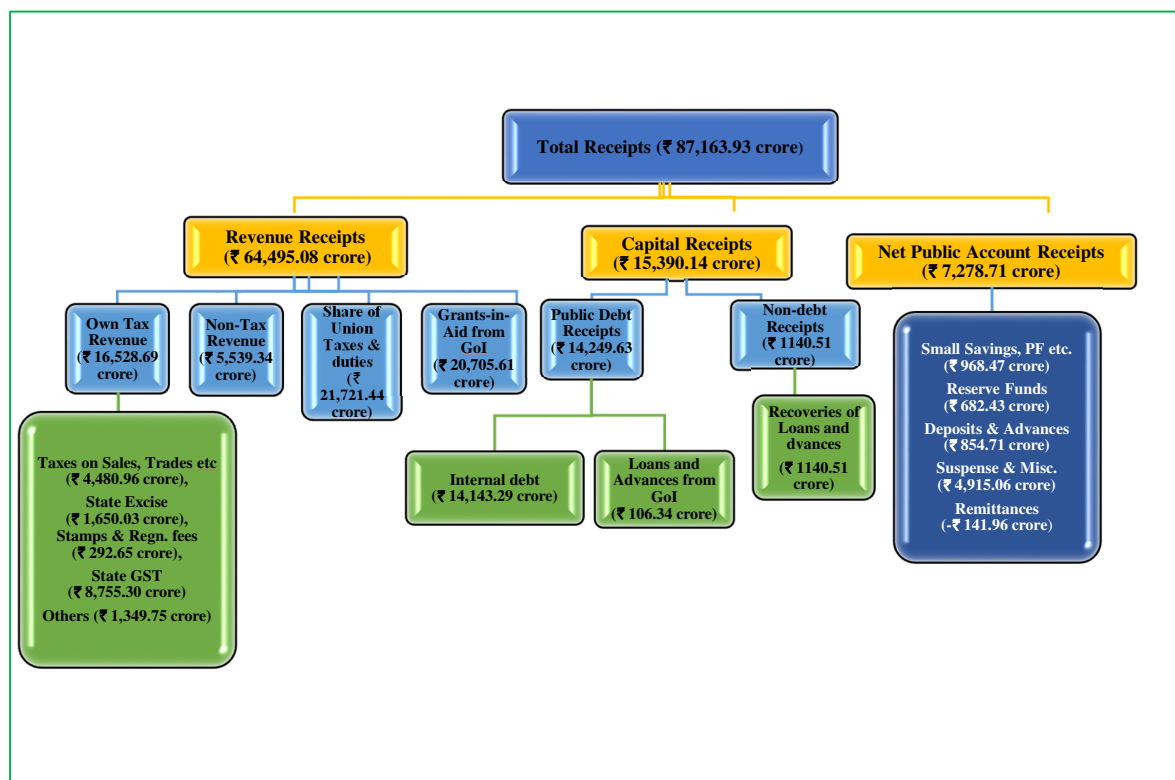 Total Receipts (₹ 87,163.93 crore)
Revenue Receipts
(₹ 64,495.08 crore)
Capital Receipts
(₹ 15,390.14 crore)
Net Public Account Receipts
(₹ 7,278.71 crore)
Own Tax
Revenue
(₹ 16,528.69
crore)
Non-Tax
Revenue
(₹ 5,539.34
crore)
Share of
Union
Taxes &
duties
(₹
21,721.44
crore)
Grants-in-
Aid from
GoI
(₹ 20,705.61
crore)
Public Debt
Receipts
(₹ 14,249.63
crore)
Non-debt
Receipts
(₹ 1140.51
crore)
Taxes on Sales, Trades etc
(₹ 4,480.96 crore),
State Excise
(₹ 1,650.03 crore),
Stamps & Regn. fees
(₹ 292.65 crore),
State GST
(₹ 8,755.30 crore)
Others (₹ 1,349.75 crore)
Internal debt
(₹ 14,143.29 crore)
Loans and
Advances from
GoI
(₹ 106.34 crore)
Recoveries of
Loans and
dvances
(₹ 1140.51
crore)
Small Savings, PF etc.
(₹ 968.47 crore)
Reserve Funds
(₹ 682.43 crore)
Deposits & Advances
(₹ 854.71 crore)
Suspense & Misc.
(₹ 4,915.06 crore)
Remittances
(-₹ 141.96 crore)